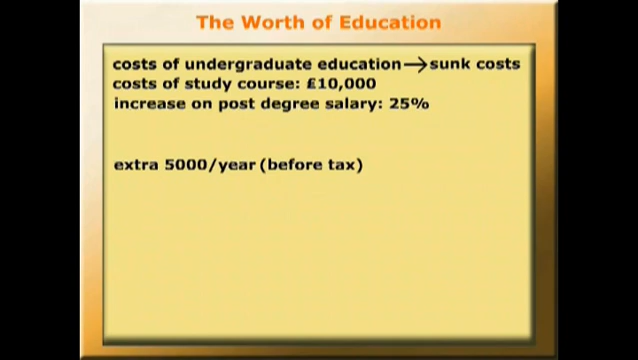 The Worth of Education
costs of undergraduate education→sunk costs
costs of study course: £10,000
increase on post degree salary: 25%
extra 5000/year (before tax)